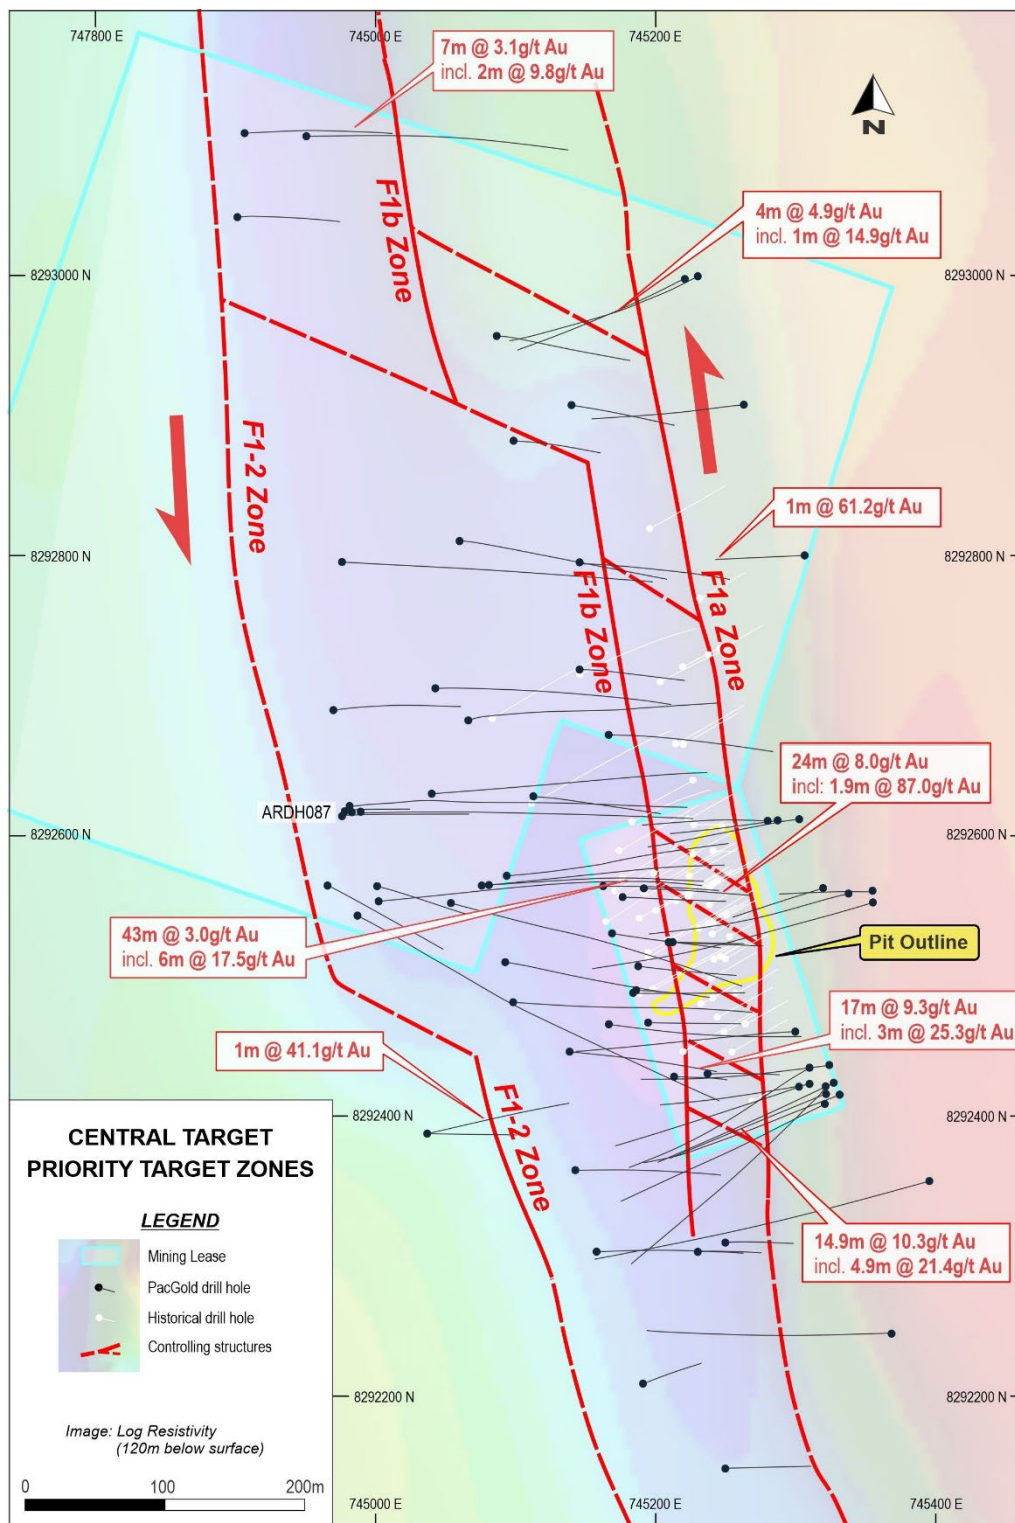 747800 E
745000 E
745200 E
7m @ 3.1g/t Au
incl. 2m @ 9.8g/t Au
N
F1b Zone
4m @ 4.9g/t Au
incl. 1m @ 14.9g/t Au
8293000 N
8293000 N
F1-2 Zone
1m @ 61.2g/t Au
8292800 N
8292800 N
F1b Zone
F1a Zone
24m @ 8.0g/t Au
incl: 1.9m @ 87.0g/t Au
ARDH087
8292600 N
8292600 N
43m @ 3.0g/t Au
incl. 6m @ 17.5g/t Au
Pit Outline
17m @ 9.3g/t Au
incl. 3m @ 25.3g/t Au
1m @ 41.1g/t Au
F1-2 Zone
8292400 N
8292400 N
14.9m @ 10.3g/t Au
incl. 4.9m @ 21.4g/t Au
8292200 N
8292200 N
CENTRAL TARGET
PRIORITY TARGET ZONES
LEGEND
Mining Lease
PacGold drill hole
Historical drill hole
Controlling structures
Image: Log Resistivity
(120m below surface)
0
100
200m
745000 E
745200 E
745400 E